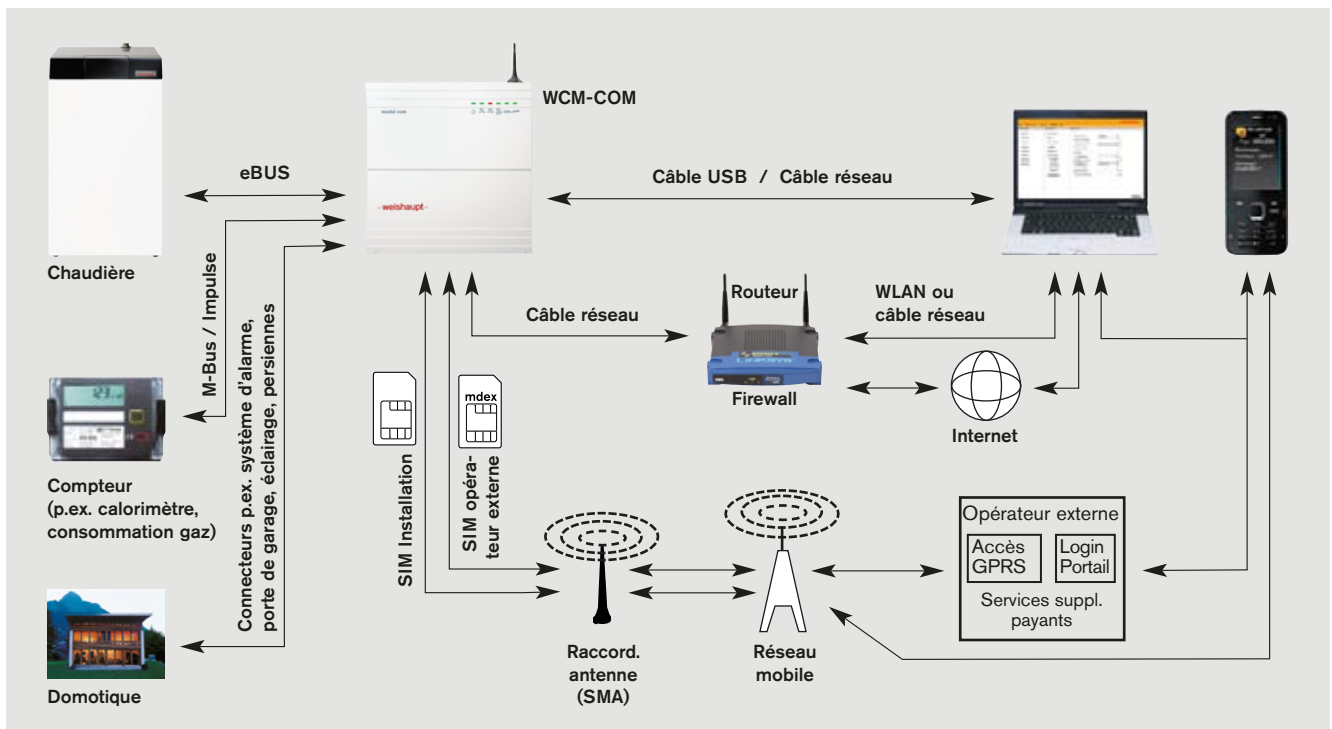 WCM-COM
weishaupt
eBUS
Câble USB / Câble réseau
Chaudière
M-Bus / Impulse
Connecteurs p.ex. système d'alarme,
porte de garage, éclairage, persiennes
Routeur
WLAN ou
câble réseau
Câble réseau
LINKSYS
Firewall
Internet
mdex
SIM Installation
SIM opéra-
teur externe
123
Compteur
(p.ex. calorimètre,
consommation gaz)
Opérateur externe
Accès
GPRS
Login
Portail
Services suppl.
payants
Domotique
Raccord.
antenne
(SMA)
Réseau
mobile